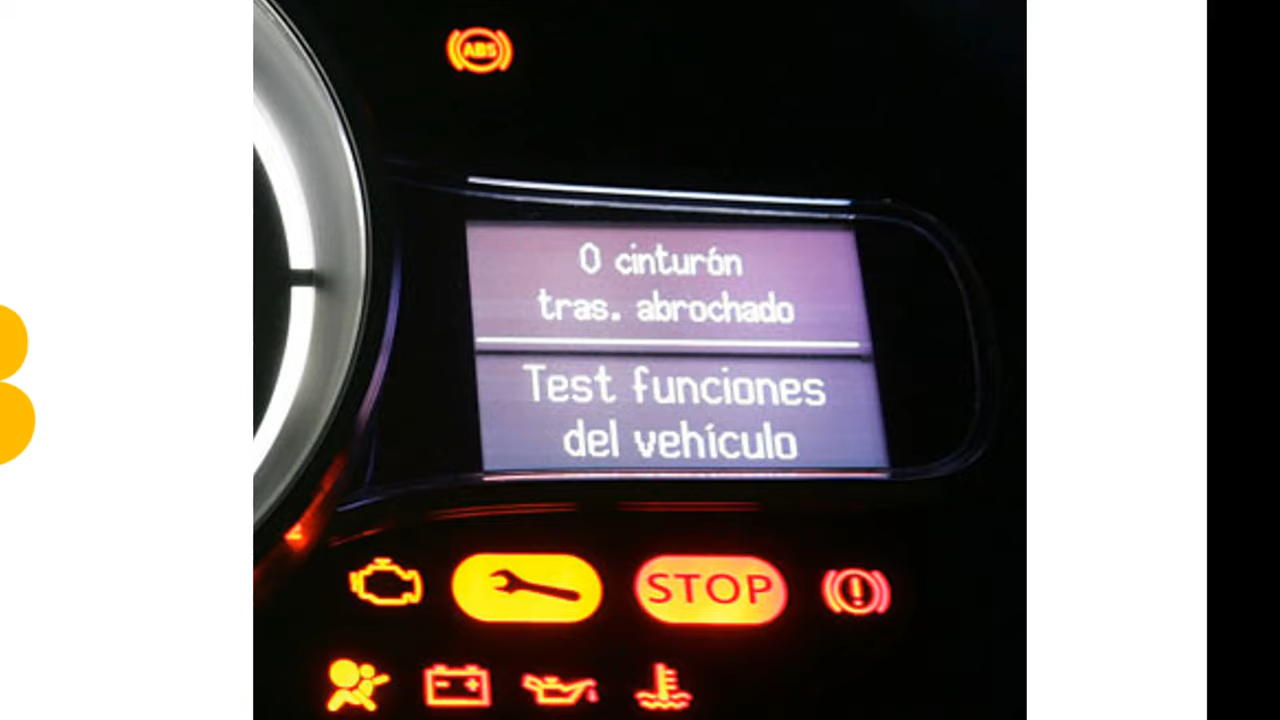 ABS
0 cinturón
tras. abrochado
Test funciones
del vehículo
STOP